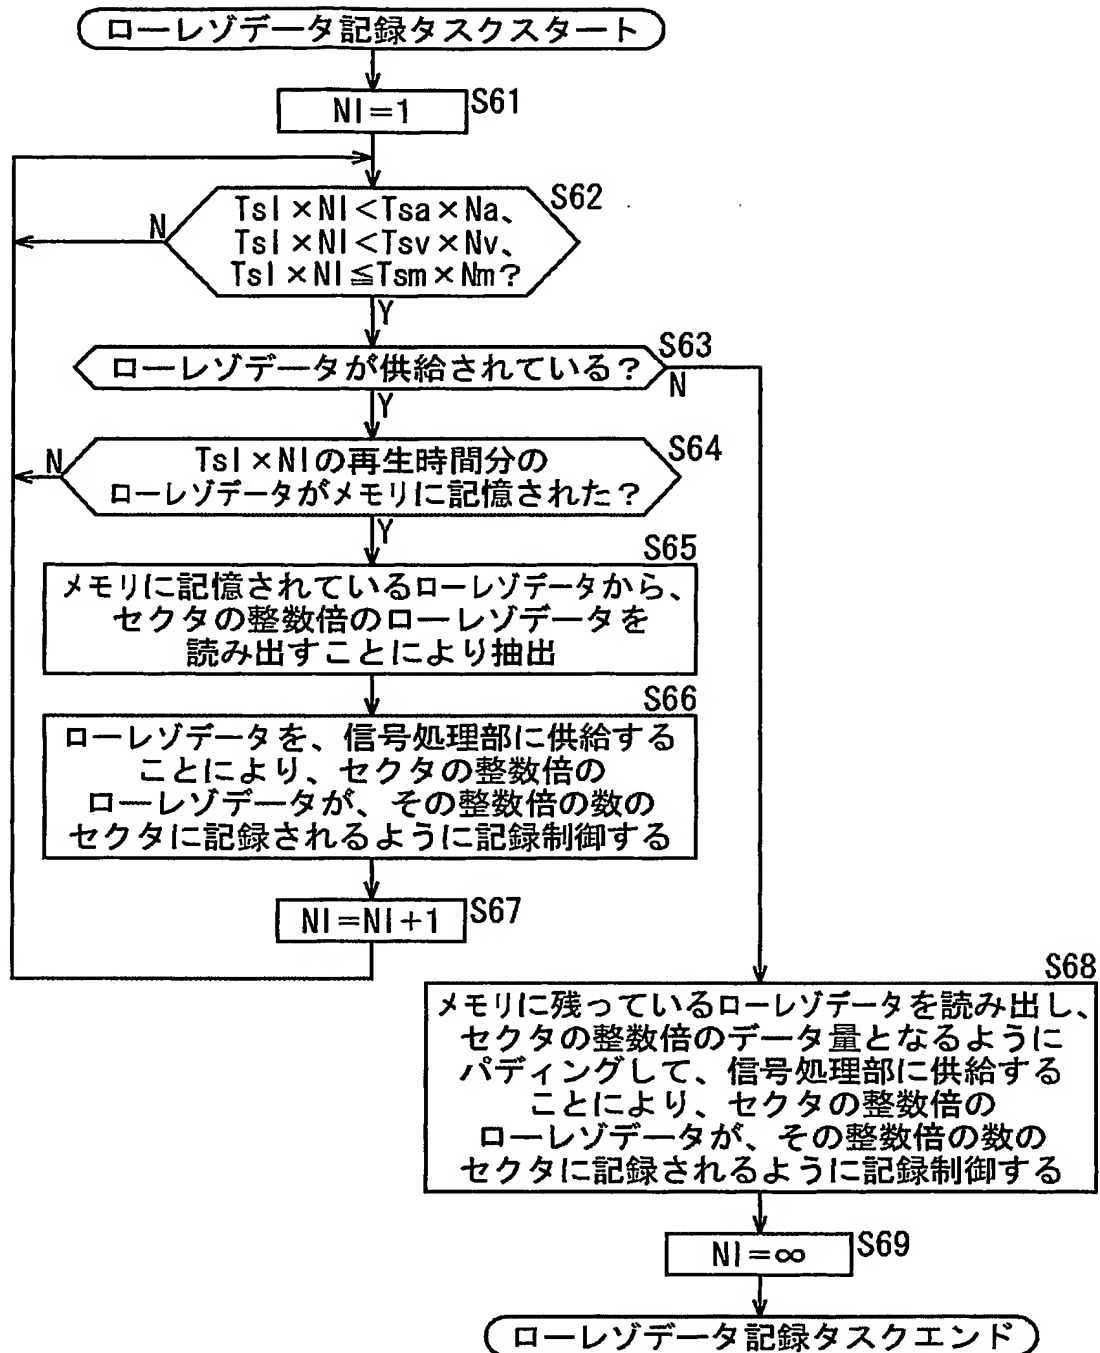 ローレゾデータ記録タスクスタート
Nl=1
S61
S62
Tsl×Nl<Tsa×Na、
Tsl×Nl<Tsv×Nv、
Tsl×Nl≦Tsm×Nm?
N
Y
S63
ローレゾデータが供給されている?
N
Y
S64
N
Tsl×Nlの再生時間分の
ローレゾデータがメモリに記憶された?
Y
S65
メモリに記憶されているローレゾデータから、
セクタの整数倍のローレゾデータを
読み出すことにより抽出
S66
ローレゾデータを、信号処理部に供給する
ことにより、セクタの整数倍の
ローレゾデータが、その整数倍の数の
セクタに記録されるように記録制御する
Nl=Nl+1
S67
S68
メモリに残っているローレゾデータを読み出し、
セクタの整数倍のデータ量となるように
パディングして、信号処理部に供給する
ことにより、セクタの整数倍の
ローレゾデータが、その整数倍の数の
セクタに記録されるように記録制御する
Nl=∞
S69
ローレゾデータ記録タスクエンド